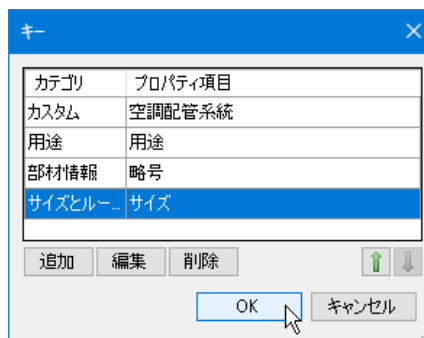 キー
カテゴリ プロパティ項目
カスタム 空調配管系統
用途 用途
部材情報 略号
サイズとルー... サイズ
追加 編集 削除
OK キャンセル